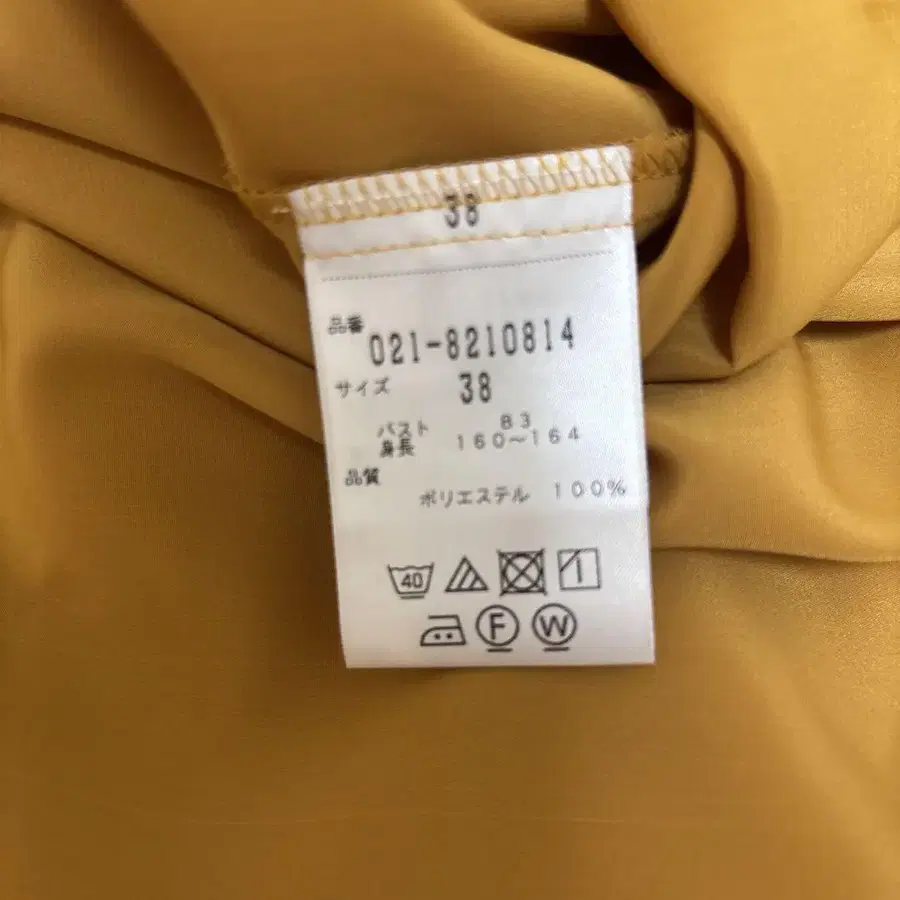 38
品番
021-8210814
サイズ 38
バスト 83
身長 160～164
品質
ポリエステル 100%
40
F W